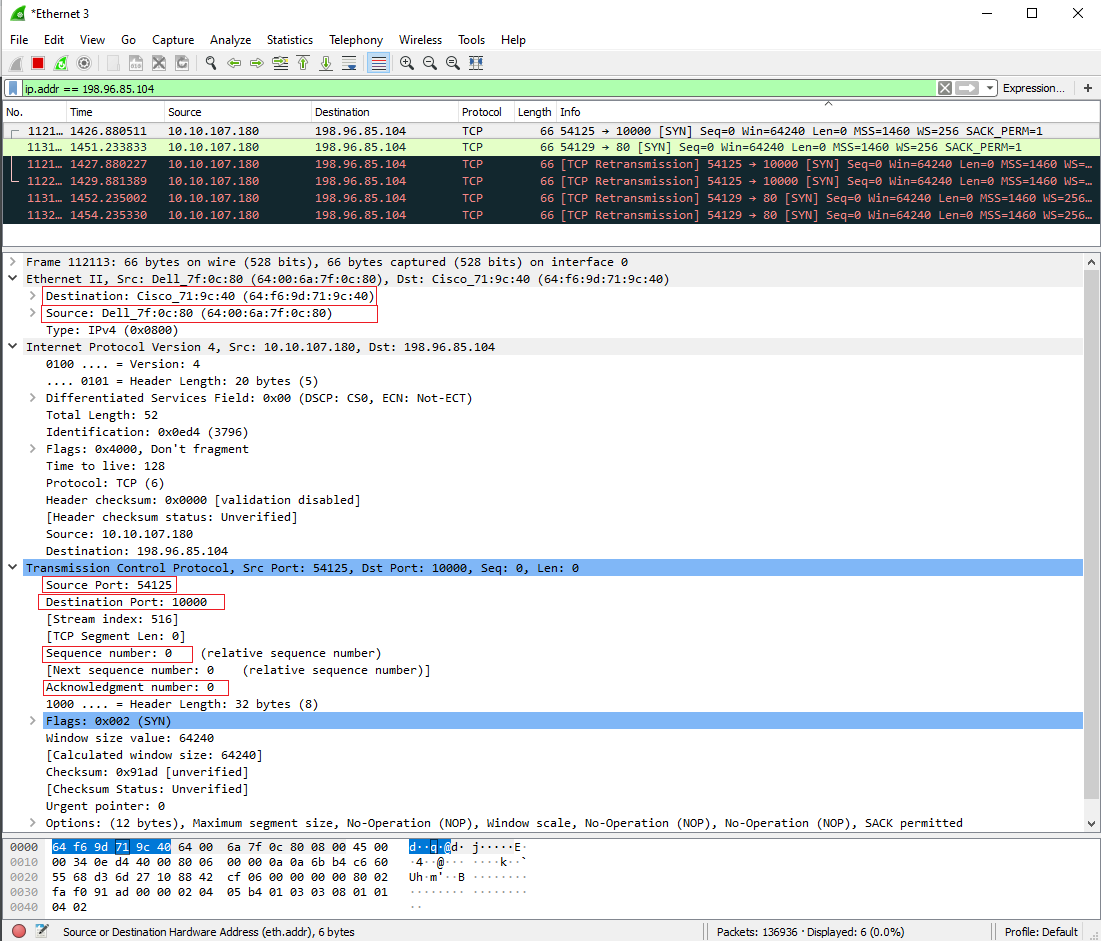 *Ethernet 3
File Edit View Go Capture Analyze Statistics Telephony Wireless Tools Help
ip.addr == 198.96.85.104 Expression... +
No. Time Source Destination Protocol Length Info
1121… 1426.880511 10.10.107.180 198.96.85.104 TCP 66 54125 → 10000 [SYN] Seq=0 Win=64240 Len=0 MSS=1460 WS=256 SACK_PERM=1
1131… 1451.233833 10.10.107.180 198.96.85.104 TCP 66 54129 → 80 [SYN] Seq=0 Win=64240 Len=0 MSS=1460 WS=256 SACK_PERM=1
1121… 1427.880227 10.10.107.180 198.96.85.104 TCP 66 [TCP Retransmission] 54125 → 10000 [SYN] Seq=0 Win=64240 Len=0 MSS=1460 WS=…
1122… 1429.881389 10.10.107.180 198.96.85.104 TCP 66 [TCP Retransmission] 54125 → 10000 [SYN] Seq=0 Win=64240 Len=0 MSS=1460 WS=…
1131… 1452.235002 10.10.107.180 198.96.85.104 TCP 66 [TCP Retransmission] 54129 → 80 [SYN] Seq=0 Win=64240 Len=0 MSS=1460 WS=256…
1132… 1454.235330 10.10.107.180 198.96.85.104 TCP 66 [TCP Retransmission] 54129 → 80 [SYN] Seq=0 Win=64240 Len=0 MSS=1460 WS=256…
Frame 112113: 66 bytes on wire (528 bits), 66 bytes captured (528 bits) on interface 0
Ethernet II, Src: Dell_7f:0c:80 (64:00:6a:7f:0c:80), Dst: Cisco_71:9c:40 (64:f6:9d:71:9c:40)
Destination: Cisco_71:9c:40 (64:f6:9d:71:9c:40)
Source: Dell_7f:0c:80 (64:00:6a:7f:0c:80)
Type: IPv4 (0x0800)
Internet Protocol Version 4, Src: 10.10.107.180, Dst: 198.96.85.104
0100 .... = Version: 4
.... 0101 = Header Length: 20 bytes (5)
Differentiated Services Field: 0x00 (DSCP: CS0, ECN: Not-ECT)
Total Length: 52
Identification: 0x0ed4 (3796)
Flags: 0x4000, Don't fragment
Time to live: 128
Protocol: TCP (6)
Header checksum: 0x0000 [validation disabled]
[Header checksum status: Unverified]
Source: 10.10.107.180
Destination: 198.96.85.104
Transmission Control Protocol, Src Port: 54125, Dst Port: 10000, Seq: 0, Len: 0
Source Port: 54125
Destination Port: 10000
[Stream index: 516]
[TCP Segment Len: 0]
Sequence number: 0 (relative sequence number)
[Next sequence number: 0 (relative sequence number)]
Acknowledgment number: 0
1000 .... = Header Length: 32 bytes (8)
Flags: 0x002 (SYN)
Window size value: 64240
[Calculated window size: 64240]
Checksum: 0x91ad [unverified]
[Checksum Status: Unverified]
Urgent pointer: 0
Options: (12 bytes), Maximum segment size, No-Operation (NOP), Window scale, No-Operation (NOP), No-Operation (NOP), SACK permitted
0000 64 f6 9d 71 9c 40 64 00 6a 7f 0c 80 08 00 45 00 d··q·@d· j·····E·
0010 00 34 0e d4 40 00 80 06 00 00 0a 0a 6b b4 c6 60 ·4··@··· ····k··`
0020 55 68 d3 6d 27 10 88 42 cf 06 00 00 00 00 80 02 Uh·m'··B ········
0030 fa f0 91 ad 00 00 02 04 05 b4 01 03 03 08 01 01 ········ ········
0040 04 02 ··
Source or Destination Hardware Address (eth.addr), 6 bytes Packets: 136936 · Displayed: 6 (0.0%) Profile: Default